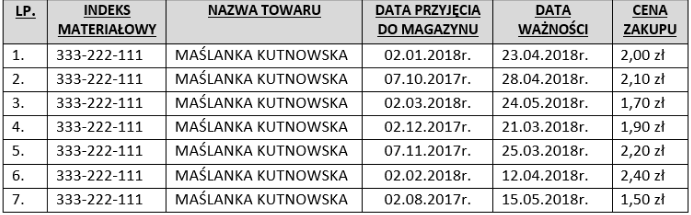 LP. INDEKS MATERIAŁOWY NAZWA TOWARU DATA PRZYJĘCIA DO MAGAZYNU DATA WAŻNOŚCI CENA ZAKUPU
1. 333-222-111 MAŚLANKA KUTNOWSKA 02.01.2018r. 23.04.2018r. 2,00 zł
2. 333-222-111 MAŚLANKA KUTNOWSKA 07.10.2017r. 28.04.2018r. 2,10 zł
3. 333-222-111 MAŚLANKA KUTNOWSKA 02.03.2018r. 24.05.2018r. 1,70 zł
4. 333-222-111 MAŚLANKA KUTNOWSKA 02.12.2017r. 21.03.2018r. 1,90 zł
5. 333-222-111 MAŚLANKA KUTNOWSKA 07.11.2017r. 25.03.2018r. 2,20 zł
6. 333-222-111 MAŚLANKA KUTNOWSKA 02.02.2018r. 12.04.2018r. 2,40 zł
7. 333-222-111 MAŚLANKA KUTNOWSKA 02.08.2017r. 15.05.2018r. 1,50 zł